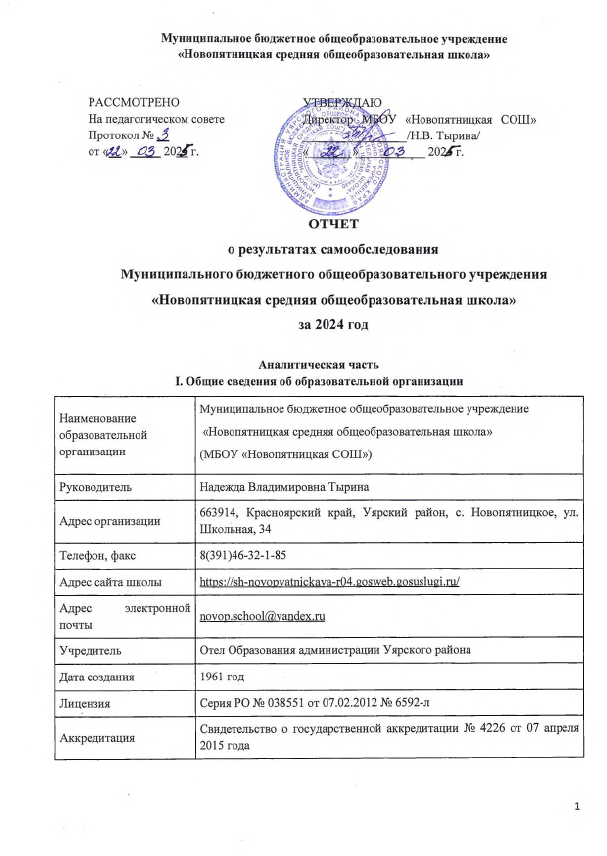 Муниципальное бюджетное общеобразовательное учреждение
«Новопятницкая средняя общеобразовательная школа»
РАССМОТРЕНО
На педагогическом совете
Протокол № 3
от «22» 03 2025 г.
УТВЕРЖДАЮ
Директор МБОУ «Новопятницкая СОШ»
/Н.В. Тырина/
« 22 » 03 2025 г.
ОТЧЕТ
о результатах самообследования
Муниципального бюджетного общеобразовательного учреждения
«Новопятницкая средняя общеобразовательная школа»
за 2024 год
Аналитическая часть
I. Общие сведения об образовательной организации
Наименование
образовательной
организации
Муниципальное бюджетное общеобразовательное учреждение
«Новопятницкая средняя общеобразовательная школа»
(МБОУ «Новопятницкая СОШ»)
Руководитель
Надежда Владимировна Тырина
Адрес организации
663914, Красноярский край, Уярский район, с. Новопятницкое, ул.
Школьная, 34
Телефон, факс
8(391)46-32-1-85
Адрес сайта школы
https://sh-novopyatnickaya-r04.gosweb.gosuslugi.ru/
Адрес электронной
почты
novop.school@yandex.ru
Учредитель
Отел Образования администрации Уярского района
Дата создания
1961 год
Лицензия
Серия РО № 038551 от 07.02.2012 № 6592-л
Аккредитация
Свидетельство о государственной аккредитации № 4226 от 07 апреля
2015 года
1